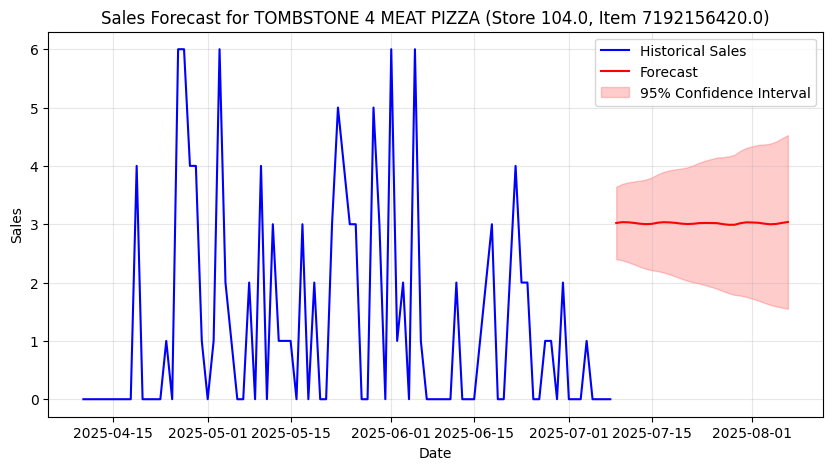 Sales Forecast for TOMBSTONE 4 MEAT PIZZA (Store 104.0, Item 7192156420.0)
Historical Sales
Forecast
95% Confidence Interval
6
5
4
3
2
1
0
Sales
2025-04-15 2025-05-01 2025-05-15 2025-06-01 2025-06-15 2025-07-01 2025-07-15 2025-08-01
Date